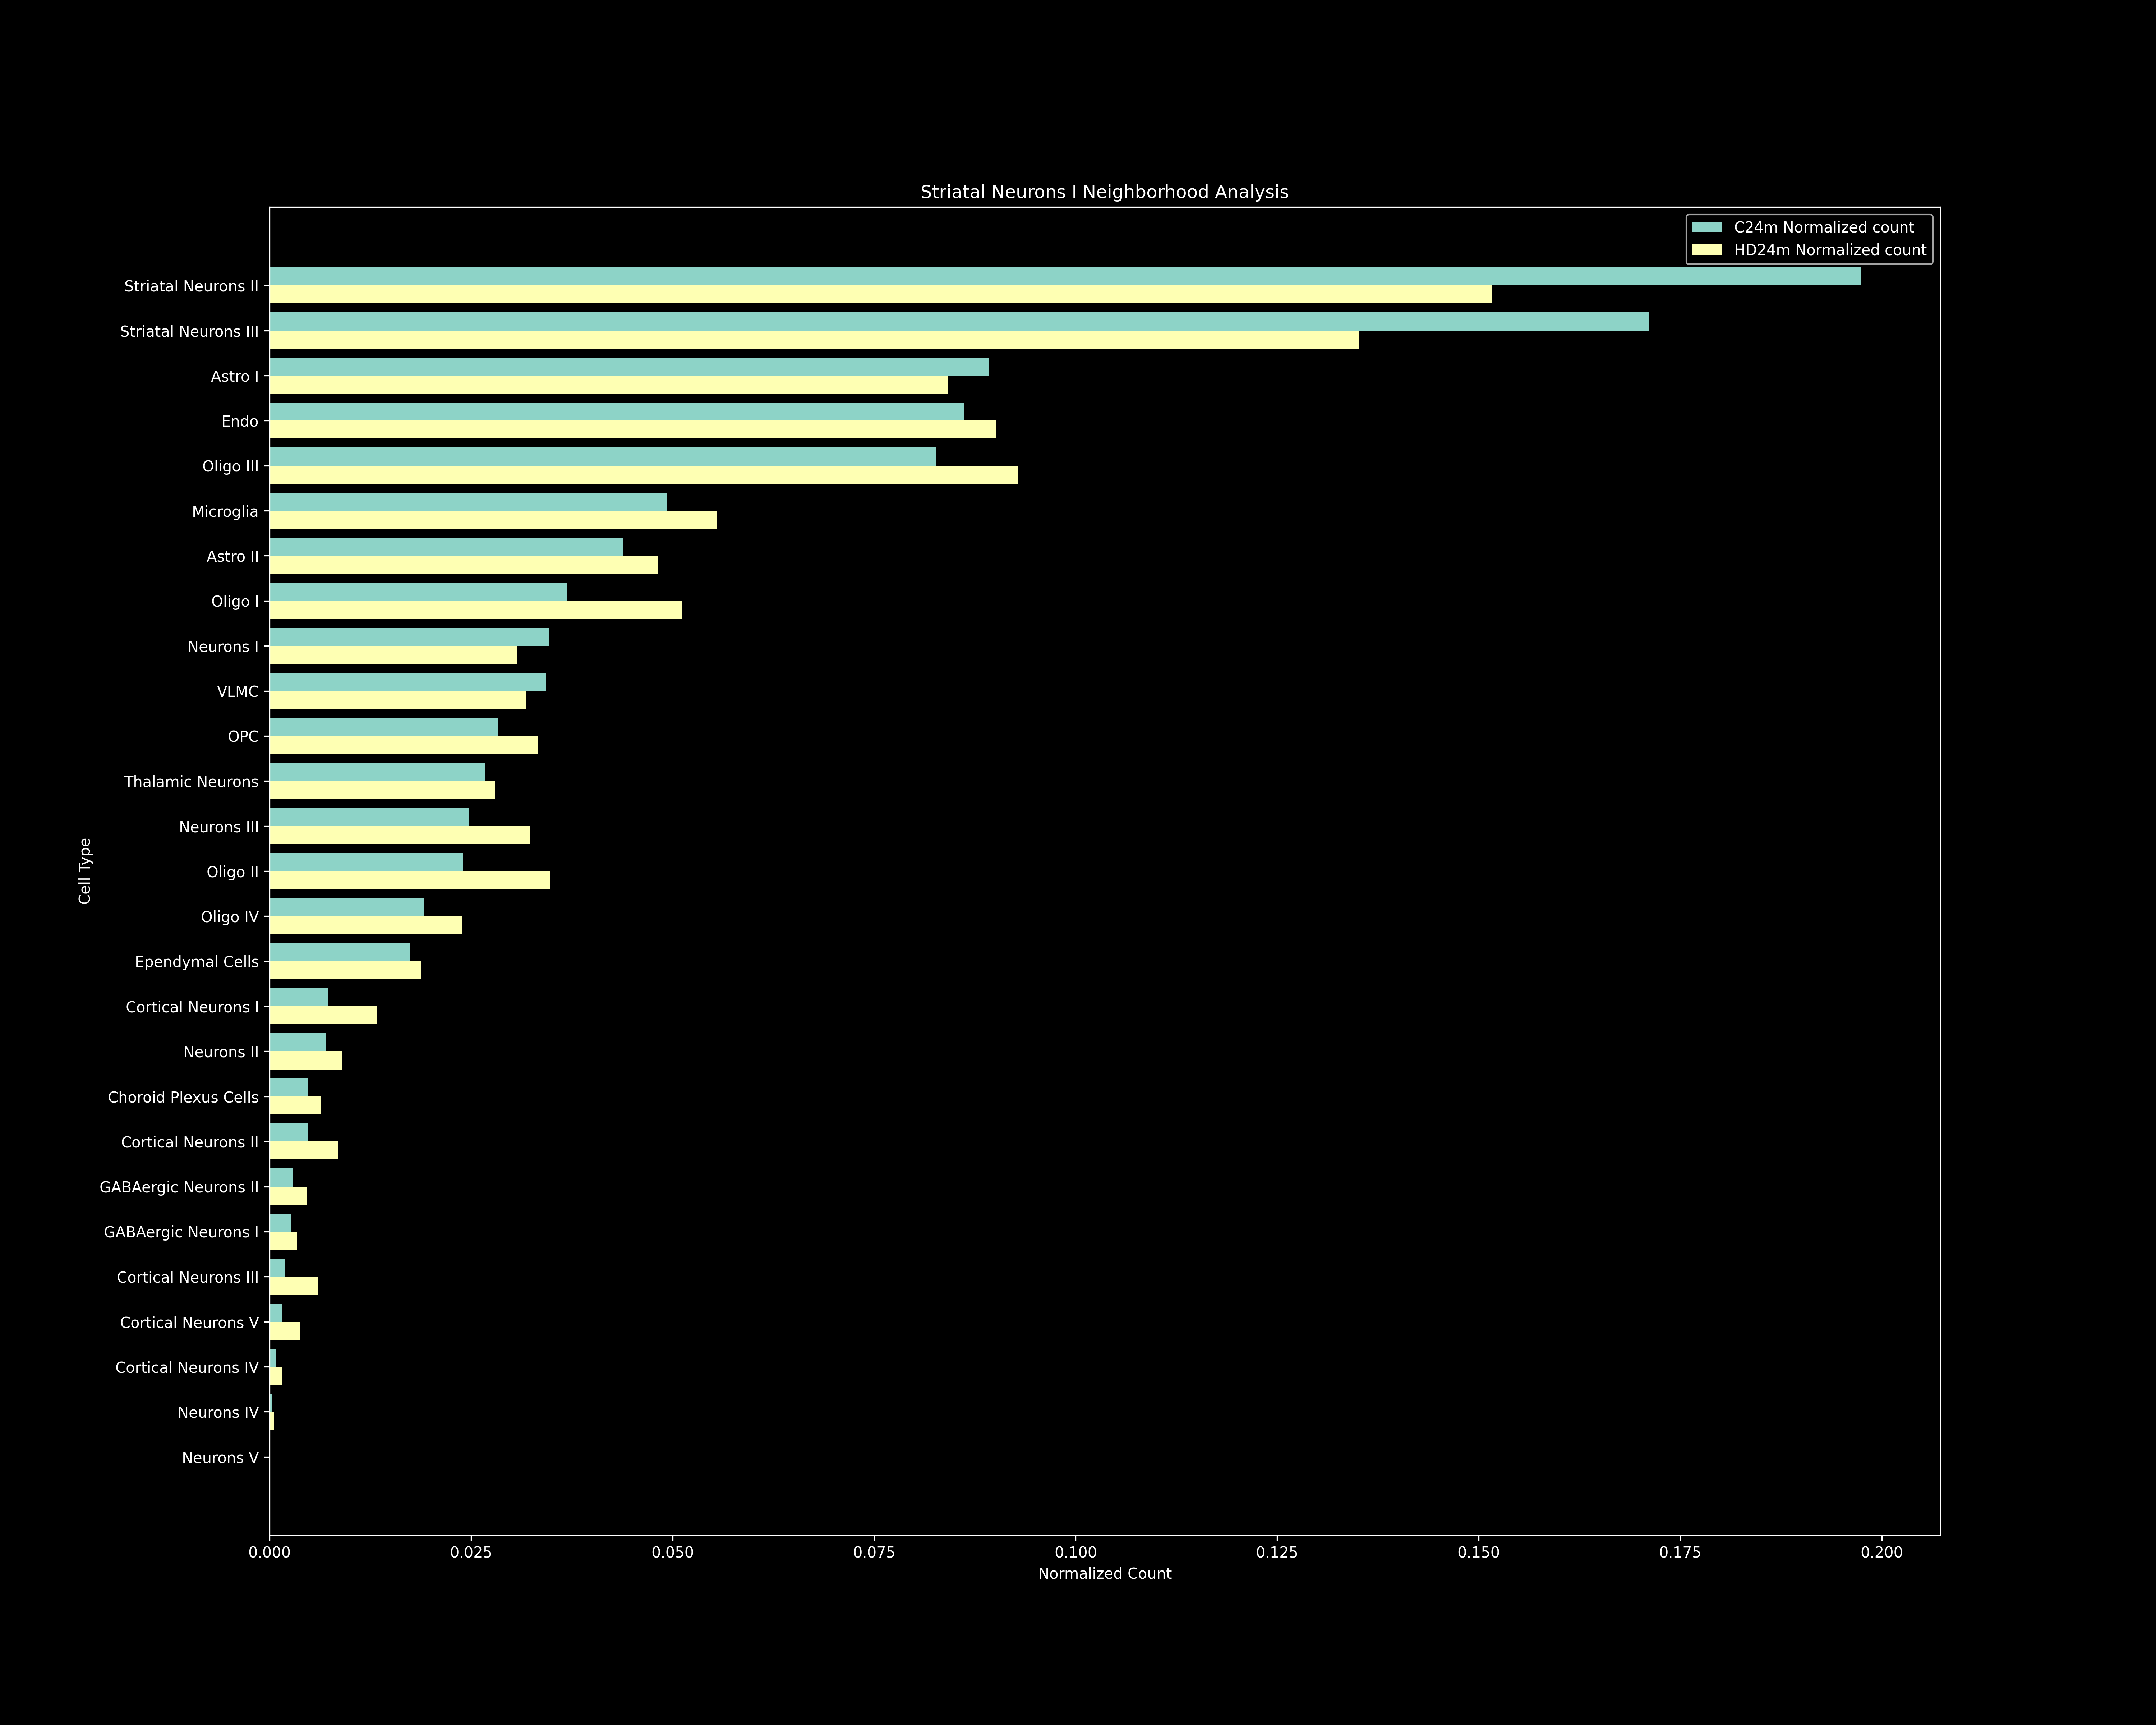 Striatal Neurons I Neighborhood Analysis
C24m Normalized count
HD24m Normalized count
Striatal Neurons II
Striatal Neurons III
Astro I
Endo
Oligo III
Microglia
Astro II
Oligo I
Neurons I
VLMC
OPC
Thalamic Neurons
Neurons III
Oligo II
Oligo IV
Ependymal Cells
Cortical Neurons I
Neurons II
Choroid Plexus Cells
Cortical Neurons II
GABAergic Neurons II
GABAergic Neurons I
Cortical Neurons III
Cortical Neurons V
Cortical Neurons IV
Neurons IV
Neurons V
Cell Type
0.000 0.025 0.050 0.075 0.100 0.125 0.150 0.175 0.200
Normalized Count